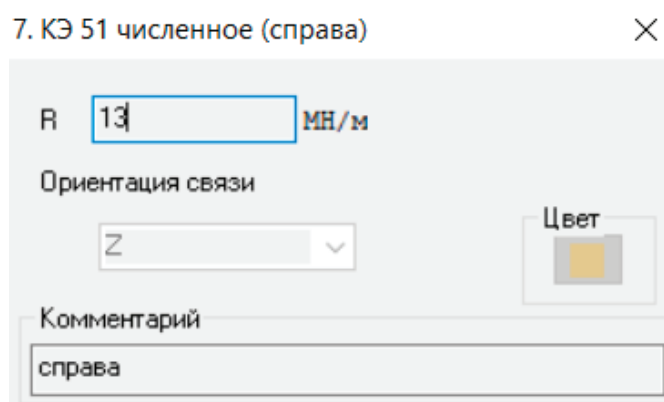 7. КЭ 51 численное (справа)
R 13 МН/м
Ориентация связи
Z
Цвет
Комментарий
справа